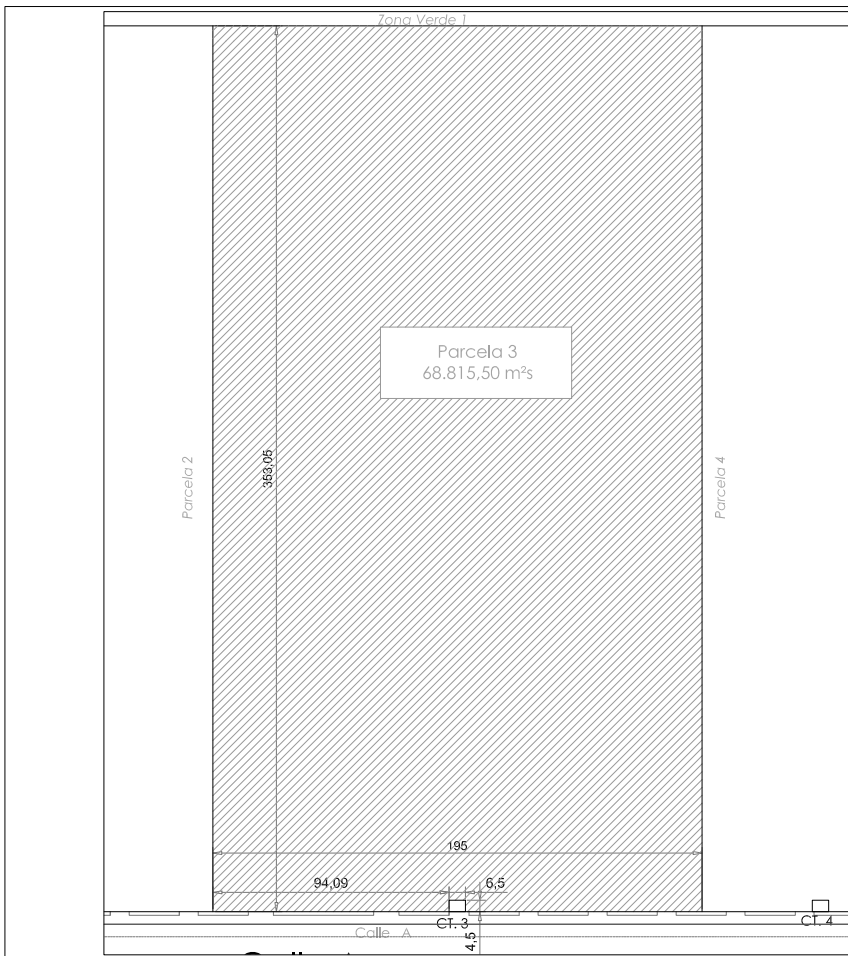 Zona Verde 1
Parcela 3
68.815,50 m²s
Parcela 2
353,05
Parcela 4
195
94,09
6,5
CT. 3
CT. 4
Calle A
4,5